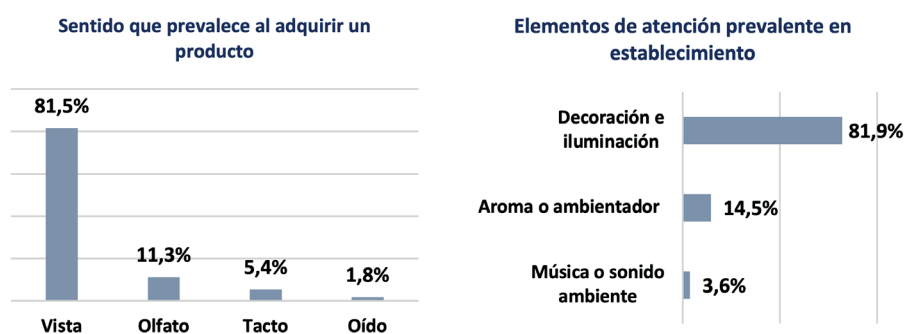 Sentido que prevalece al adquirir un
producto
81,5%
11,3%
5,4%
1,8%
Vista
Olfato
Tacto
Oído
Elementos de atención prevalente en
establecimiento
Decoración e
iluminación
81,9%
Aroma o ambientador
14,5%
Música o sonido
ambiente
3,6%